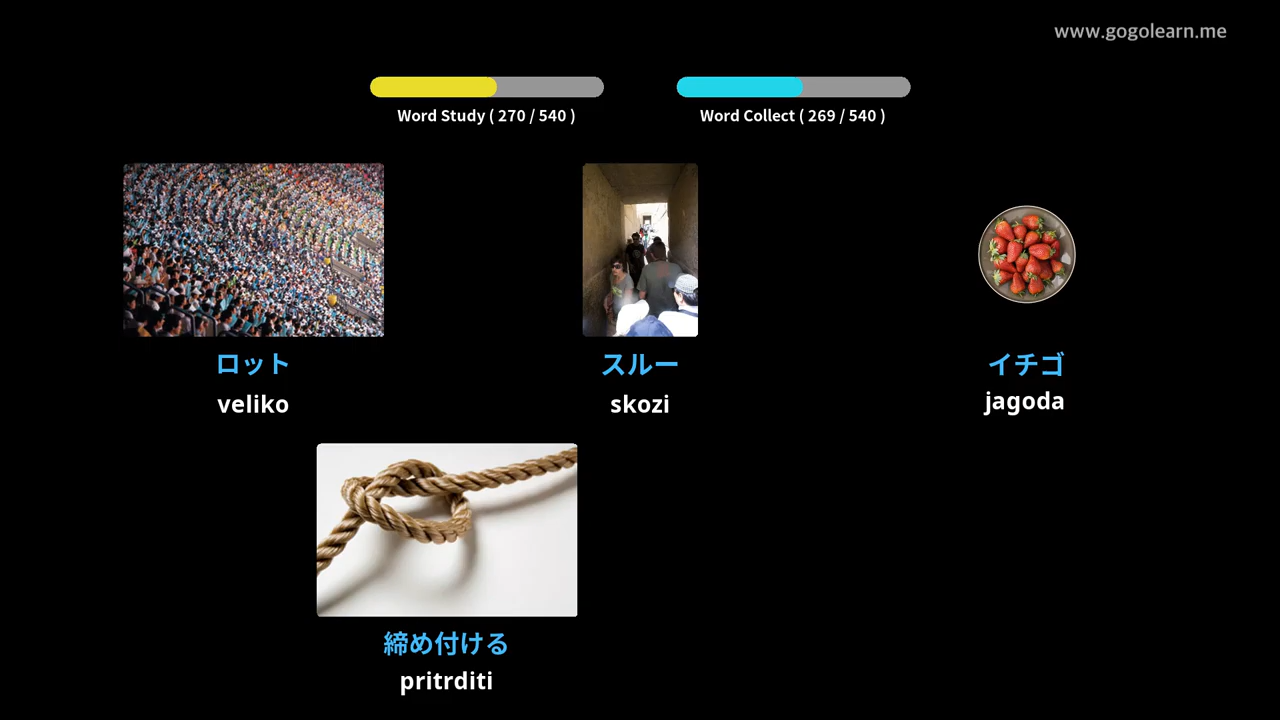 www.gogolearn.me
Word Study ( 270 / 540 )
Word Collect ( 269 / 540 )
ロット
veliko
スルー
skozi
イチゴ
jagoda
締め付ける
pritrditi